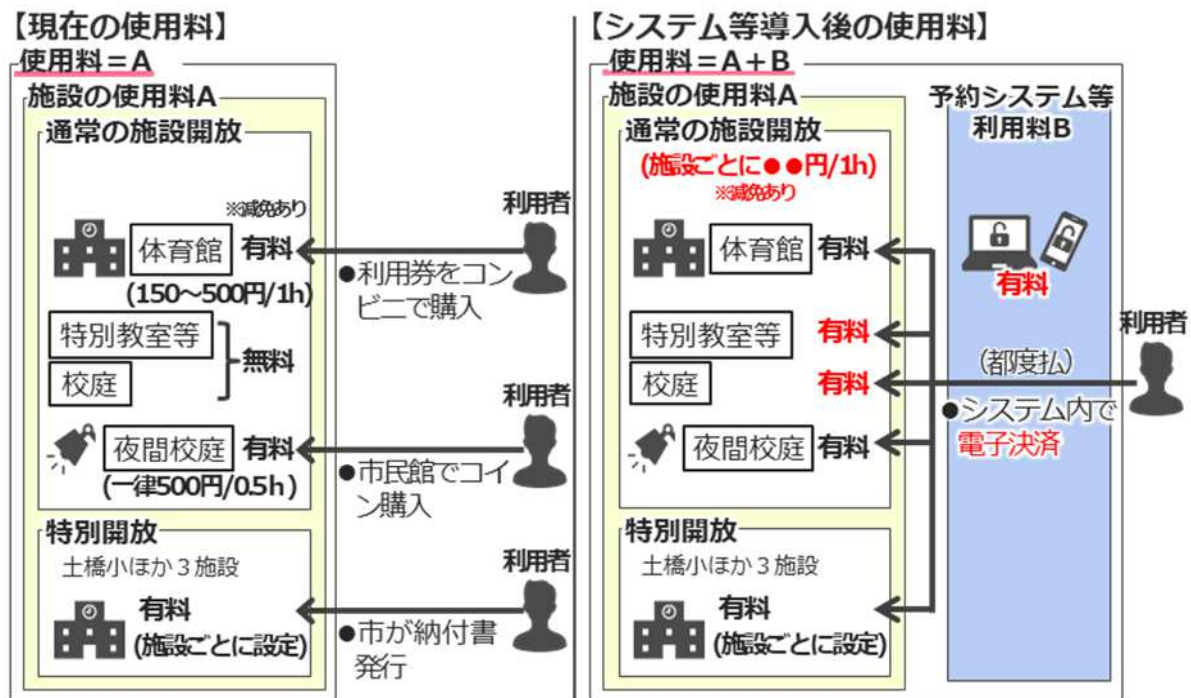 【現在の使用料】
使用料＝A
施設の使用料A
通常の施設開放
※減免あり
体育館
有料
(150～500円/1h)
特別教室等
校庭
無料
夜間校庭
有料
(一律500円/0.5h)
利用者
●利用券をコン
ビニで購入
利用者
●市民館でコイ
ン購入
特別開放
土橋小ほか３施設
有料
(施設ごとに設定)
利用者
●市が納付書
発行
【システム等導入後の使用料】
使用料＝A＋B
施設の使用料A
通常の施設開放
(施設ごとに●●円/1h)
※減免あり
体育館
有料
特別教室等
有料
校庭
有料
夜間校庭
有料
特別開放
土橋小ほか３施設
有料
(施設ごとに設定)
予約システム等
利用料B
有料
利用者
(都度払)
●システム内で
電子決済